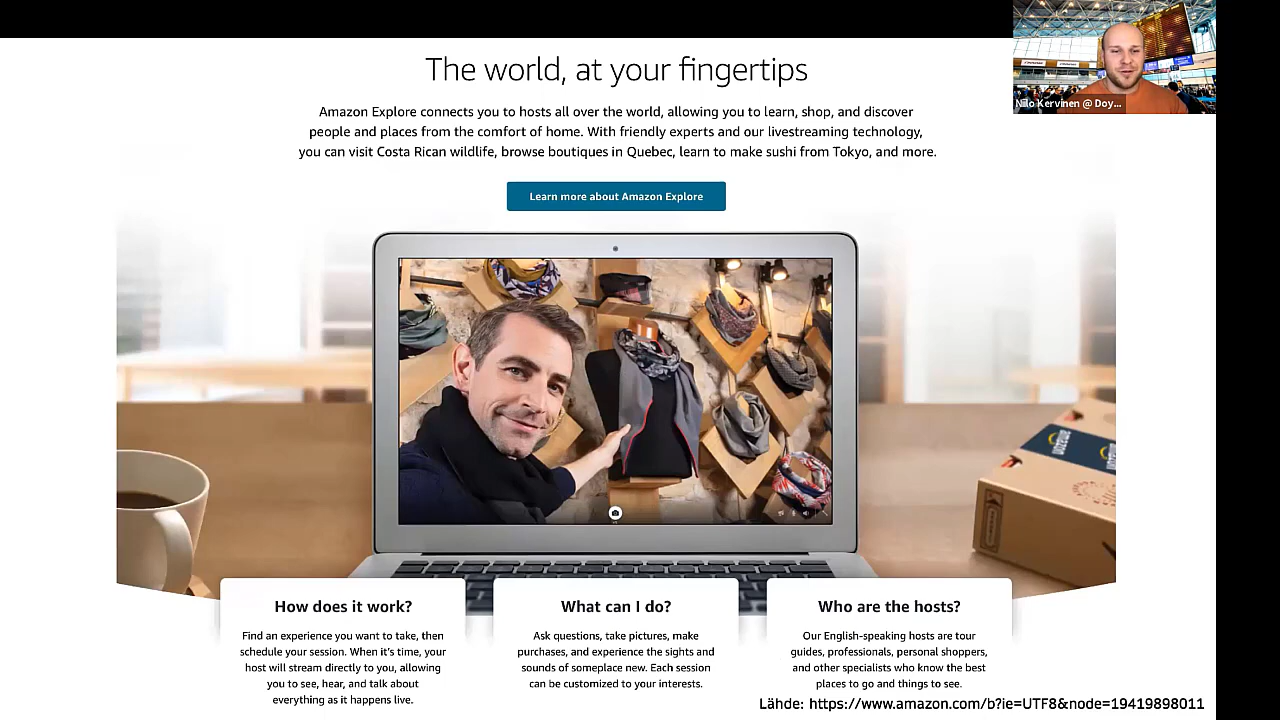 The world, at your fingertips
Amazon Explore connects you to hosts all over the world, allowing you to learn, shop, and discover
people and places from the comfort of home. With friendly experts and our livestreaming technology,
you can visit Costa Rican wildlife, browse boutiques in Quebec, learn to make sushi from Tokyo, and more.
Learn more about Amazon Explore
Niilo Kervinen @ Doy...
amazon
How does it work?
Find an experience you want to take, then
schedule your session. When it's time, your
host will stream directly to you, allowing
you to see, hear, and talk about
everything as it happens live.
What can I do?
Ask questions, take pictures, make
purchases, and experience the sights and
sounds of someplace new. Each session
can be customized to your interests.
Who are the hosts?
Our English-speaking hosts are tour
guides, professionals, personal shoppers,
and other specialists who know the best
places to go and things to see.
Lähde: https://www.amazon.com/b?ie=UTF8&node=19419898011